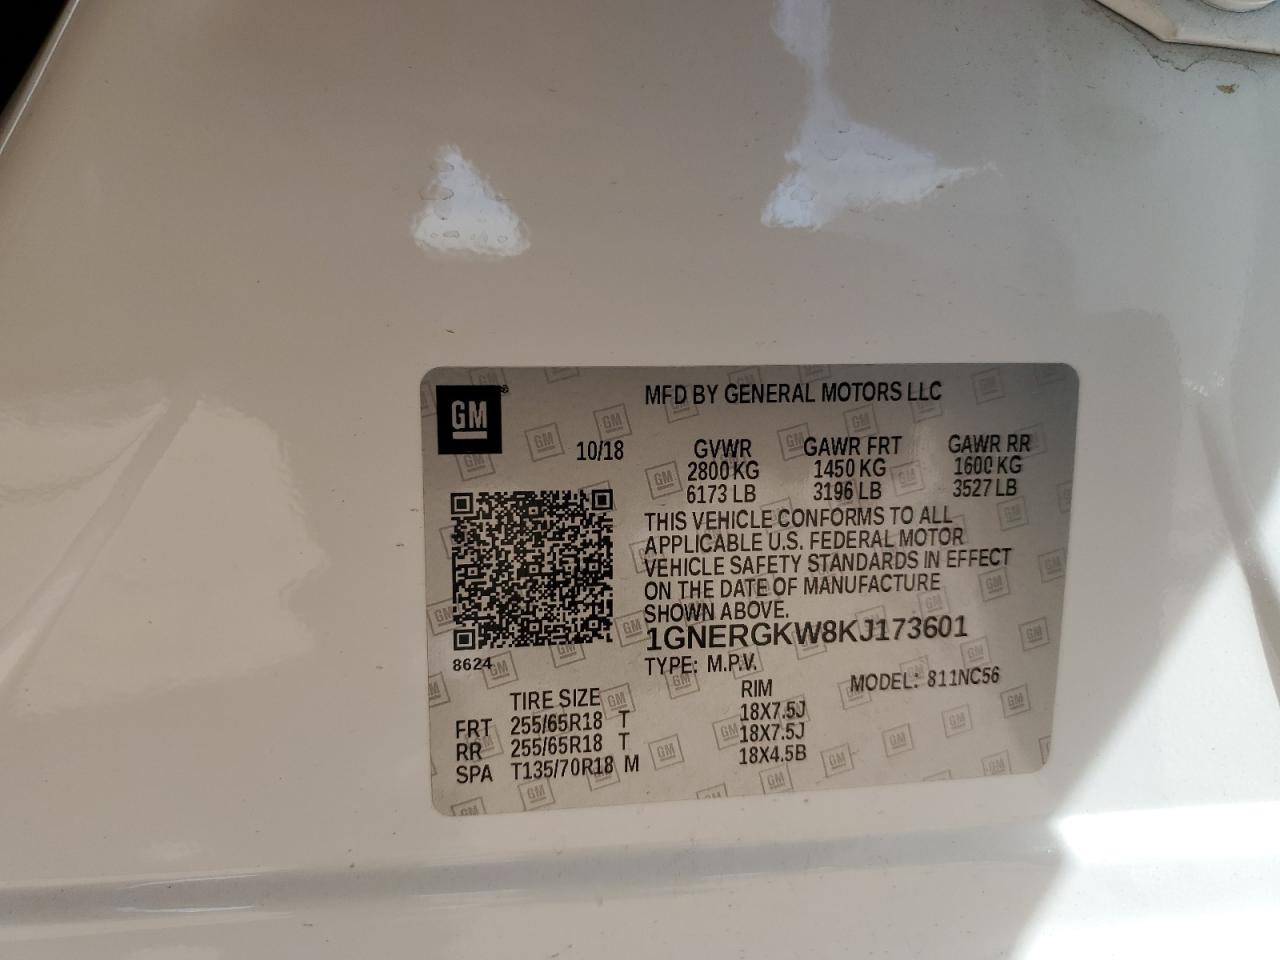 GM
MFD BY GENERAL MOTORS LLC
10/18 GVWR GAWR FRT GAWR RR
2800 KG 1450 KG 1600 KG
6173 LB 3196 LB 3527 LB
THIS VEHICLE CONFORMS TO ALL
APPLICABLE U.S. FEDERAL MOTOR
VEHICLE SAFETY STANDARDS IN EFFECT
ON THE DATE OF MANUFACTURE
SHOWN ABOVE.
1GNERGKW8KJ173601
8624
TYPE: M.P.V. MODEL: 811NC56
TIRE SIZE RIM
FRT 255/65R18 T 18X7.5J
RR 255/65R18 T 18X7.5J
SPA T135/70R18 M 18X4.5B